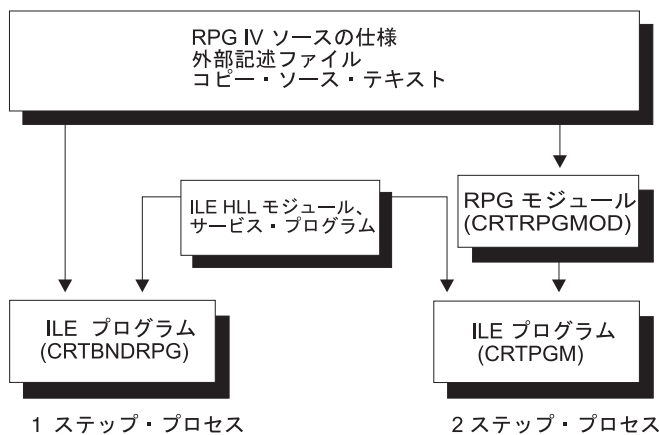 RPG IV ソースの仕様
外部記述ファイル
コピー・ソース・テキスト
ILE HLL モジュール、
サービス・プログラム
RPG モジュール
(CRTRPGMOD)
ILE プログラム
(CRTBNDRPG)
ILE プログラム
(CRTPGM)
1 ステップ・プロセス
2 ステップ・プロセス